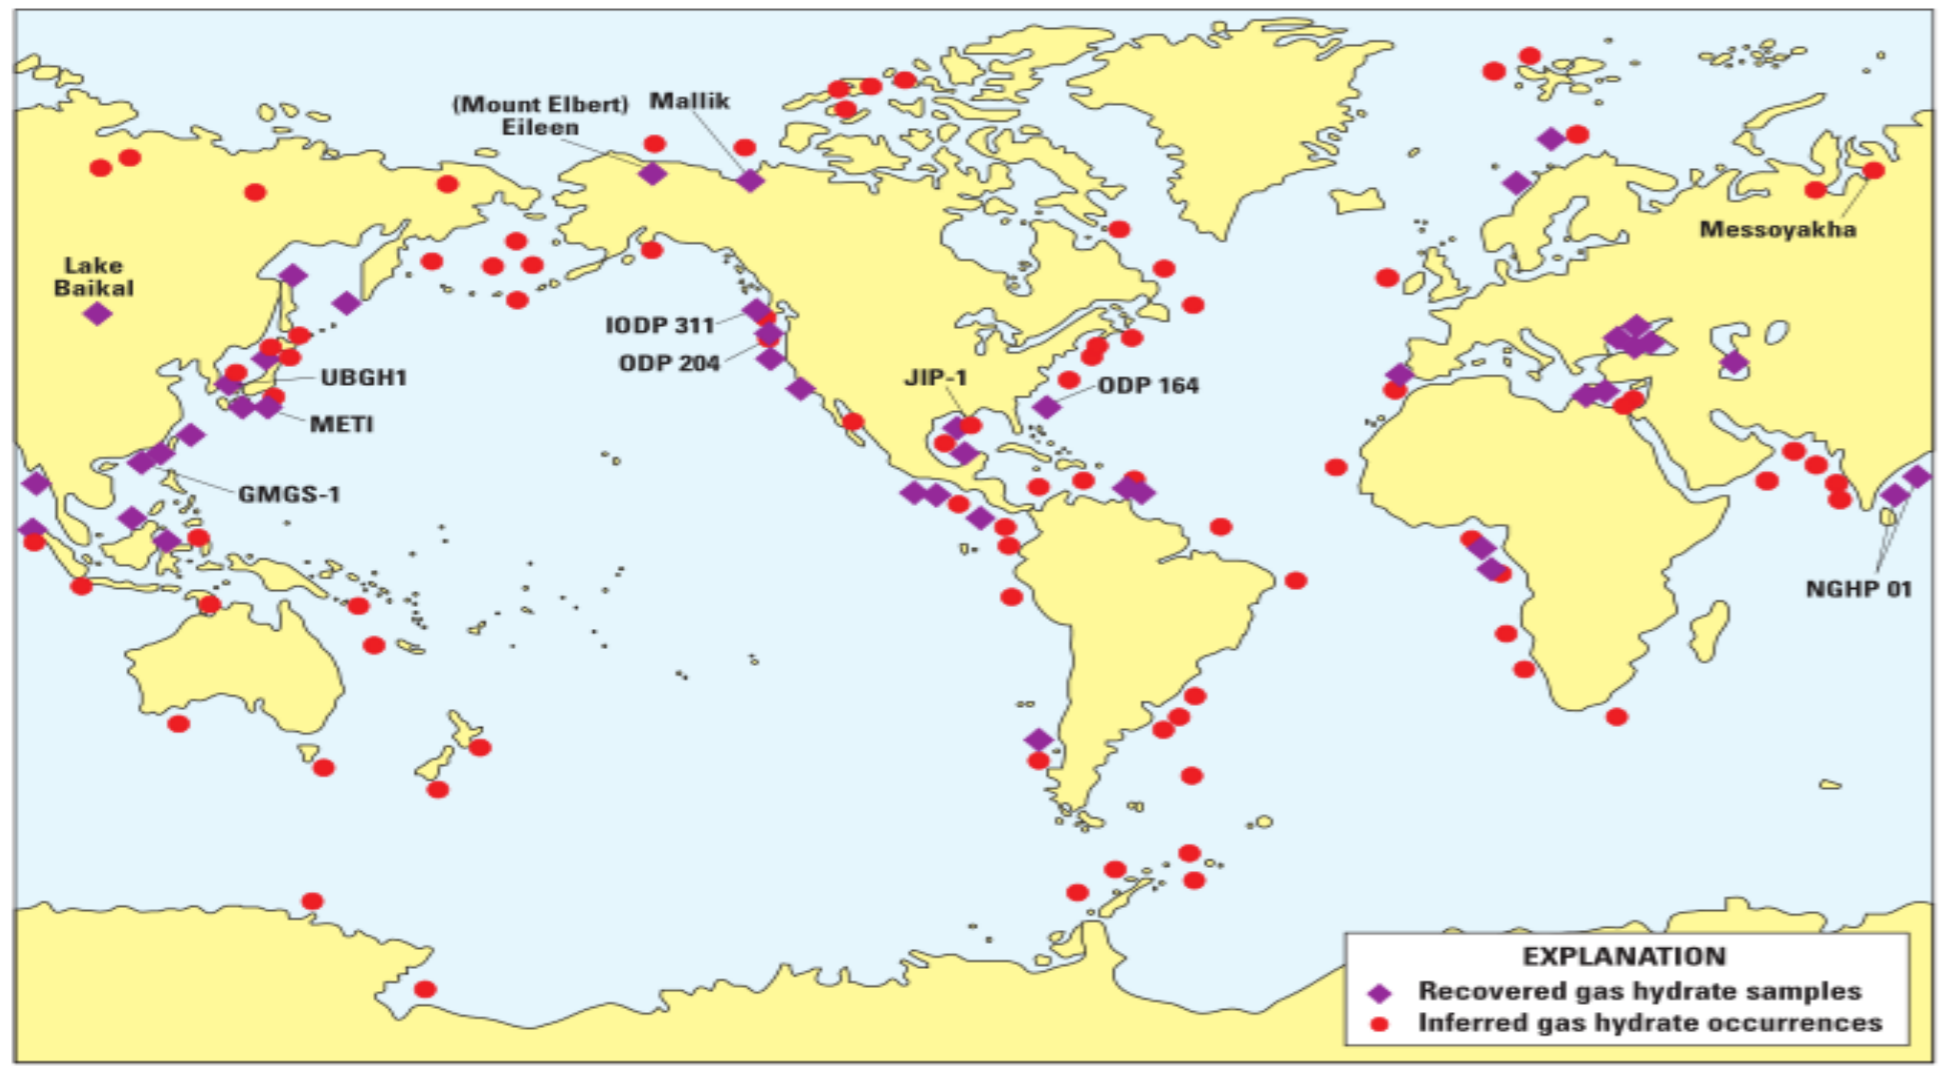 (Mount Elbert)
Eileen
Mallik
Messoyakha
Lake
Baikal
IODP 311
ODP 204
UBGH1
JIP-1
ODP 164
METI
GMGS-1
NGHP 01
EXPLANATION
Recovered gas hydrate samples
Inferred gas hydrate occurrences